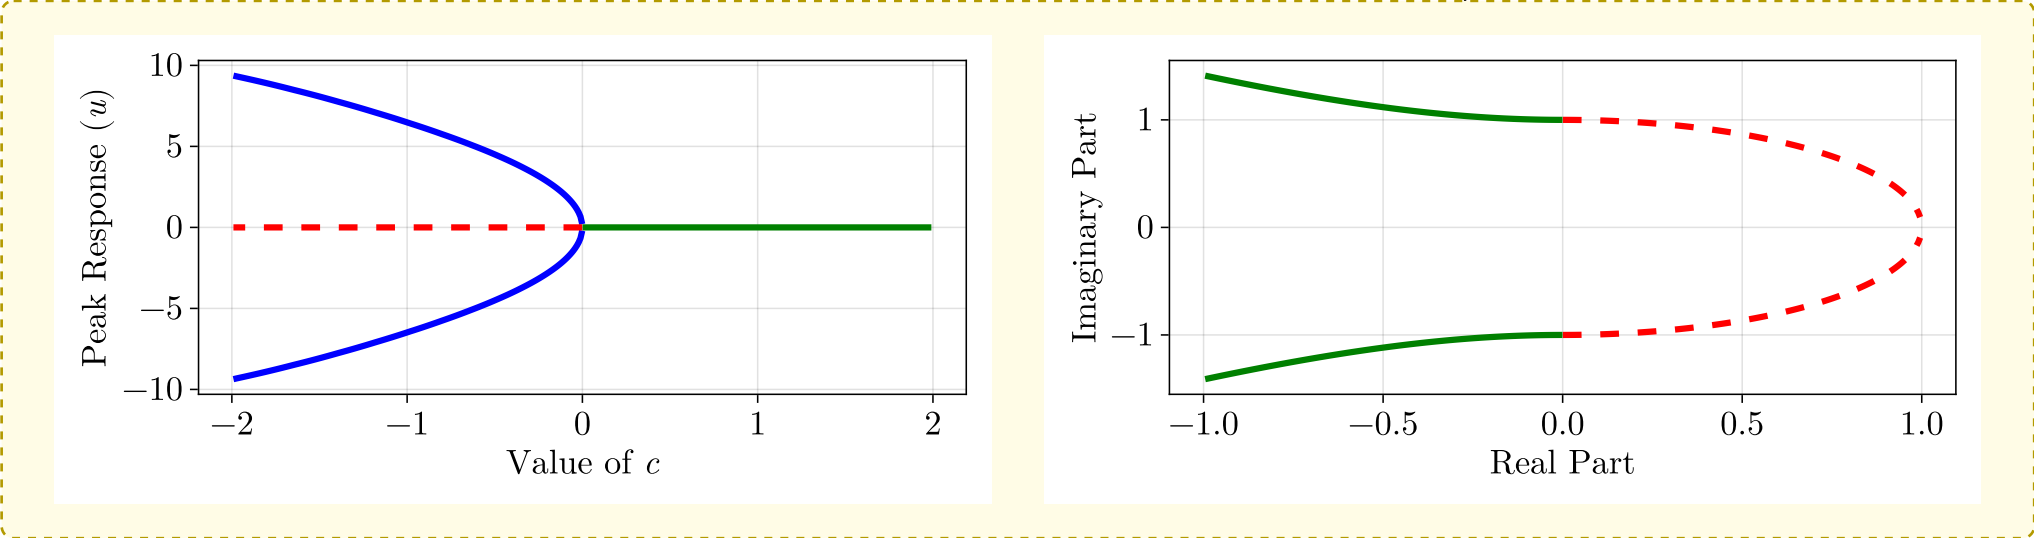 10
5
0
−5
−10
Peak Response (u)
−2 −1 0 1 2
Value of c
1
0
−1
Imaginary Part
−1.0 −0.5 0.0 0.5 1.0
Real Part